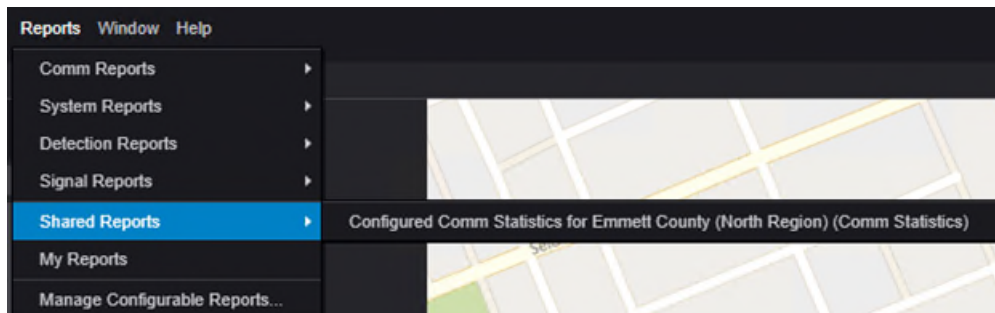 Reports Window Help
Comm Reports
System Reports
Detection Reports
Signal Reports
Shared Reports
Configured Comm Statistics for Emmett County (North Region) (Comm Statistics)
My Reports
Manage Configurable Reports...